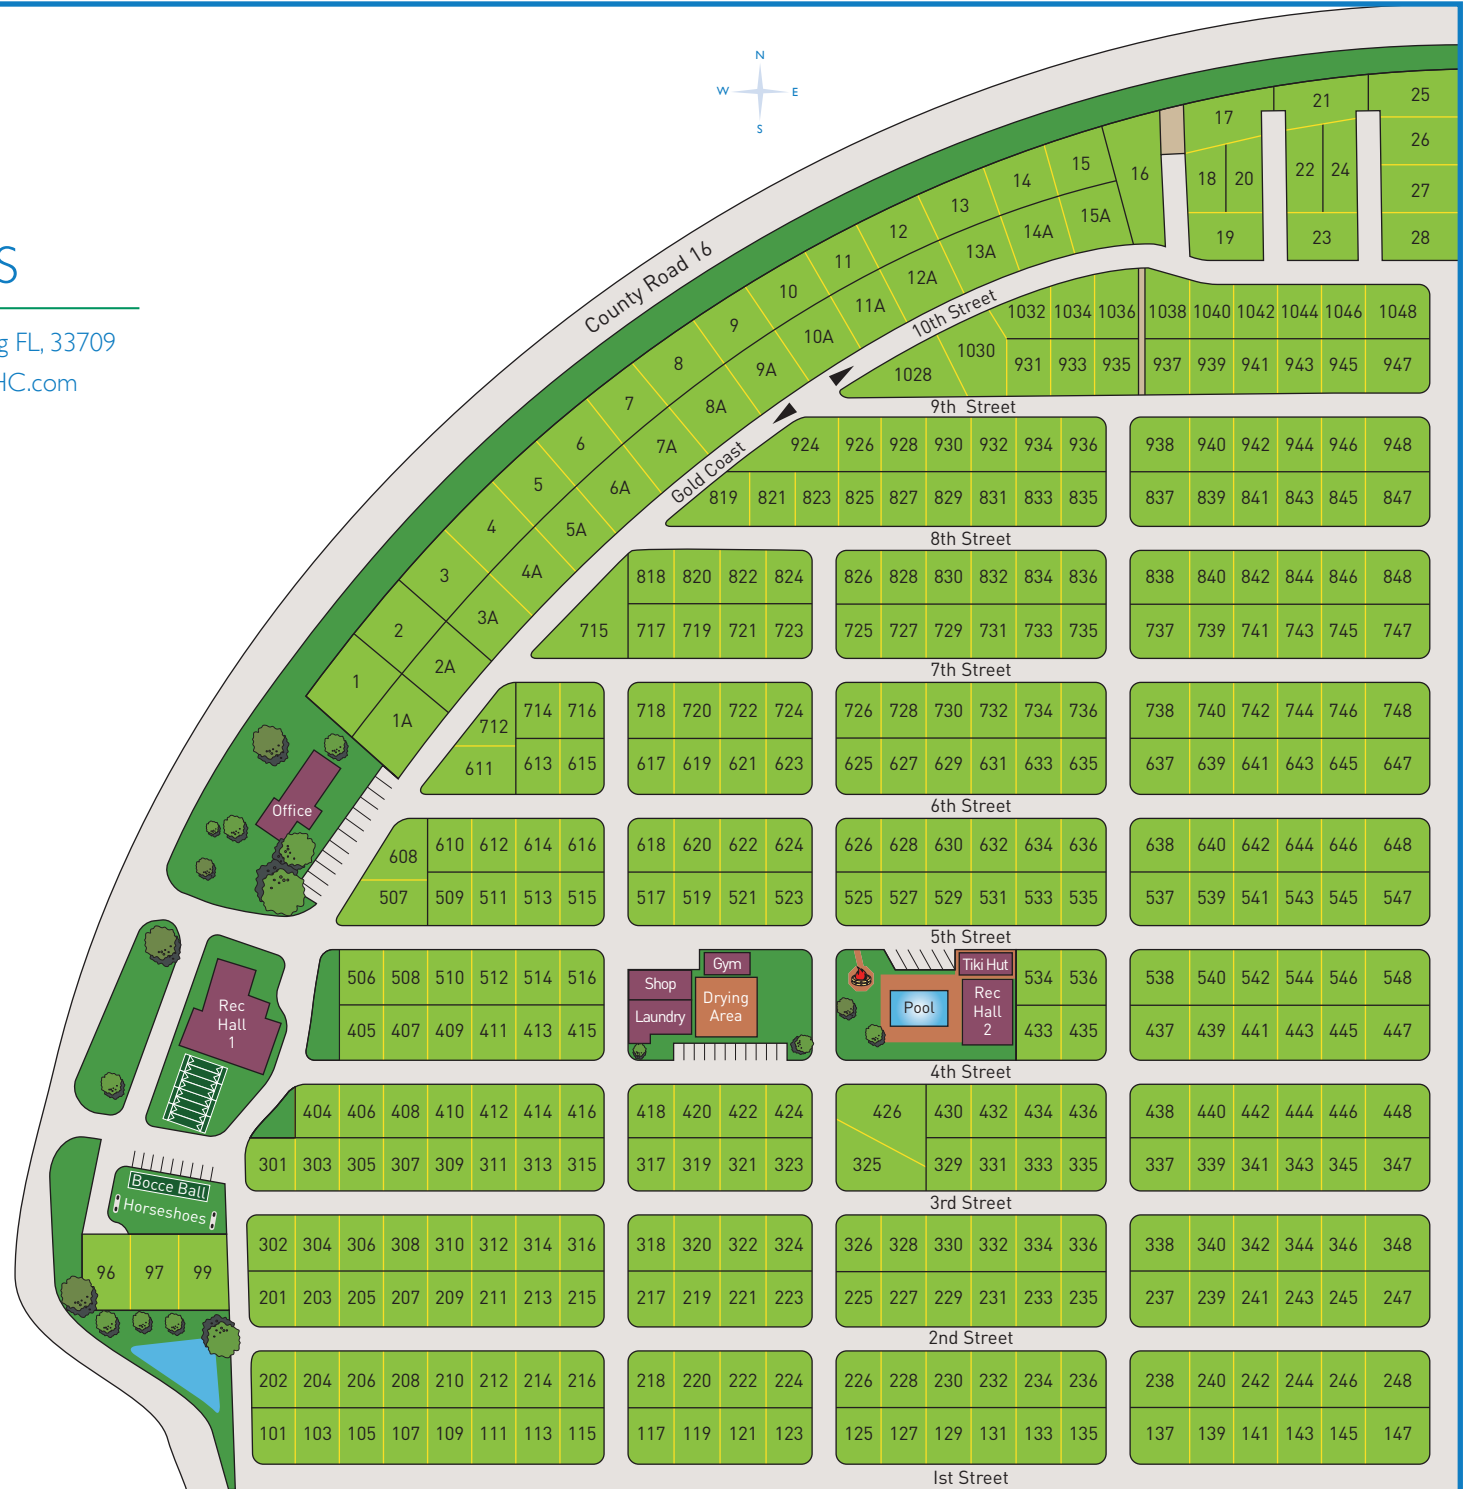 S
g FL, 33709
HC.com
N
W E
S
County Road 16
10th Street
Gold Coast
25
21
17
26
16
15
14
22 24
18 20
27
13
15A
12
14A
19 23 28
11
13A
10
12A
9
11A
8
10A
7
9A
6
8A
5
7A
4
6A
3
5A
2
4A
1
3A
2A
1A
1032 1034 1036 1038 1040 1042 1044 1046 1048
1028 1030 931 933 935 937 939 941 943 945 947
9th Street
924 926 928 930 932 934 936 938 940 942 944 946 948
819 821 823 825 827 829 831 833 835 837 839 841 843 845 847
8th Street
818 820 822 824 826 828 830 832 834 836 838 840 842 844 846 848
715 717 719 721 723 725 727 729 731 733 735 737 739 741 743 745 747
7th Street
712 714 716 718 720 722 724 726 728 730 732 734 736 738 740 742 744 746 748
611 613 615 617 619 621 623 625 627 629 631 633 635 637 639 641 643 645 647
6th Street
Office
608 610 612 614 616 618 620 622 624 626 628 630 632 634 636 638 640 642 644 646 648
507 509 511 513 515 517 519 521 523 525 527 529 531 533 535 537 539 541 543 545 547
5th Street
506 508 510 512 514 516
Gym
Shop
Laundry
Drying
Area
Pool
Tiki Hut
Rec
Hall
2
534 536 538 540 542 544 546 548
Rec
Hall
1
405 407 409 411 413 415 433 435 437 439 441 443 445 447
4th Street
404 406 408 410 412 414 416 418 420 422 424 426 430 432 434 436 438 440 442 444 446 448
301 303 305 307 309 311 313 315 317 319 321 323 325 329 331 333 335 337 339 341 343 345 347
3rd Street
Bocce Ball
Horseshoes
302 304 306 308 310 312 314 316 318 320 322 324 326 328 330 332 334 336 338 340 342 344 346 348
96 97 99
201 203 205 207 209 211 213 215 217 219 221 223 225 227 229 231 233 235 237 239 241 243 245 247
2nd Street
202 204 206 208 210 212 214 216 218 220 222 224 226 228 230 232 234 236 238 240 242 244 246 248
101 103 105 107 109 111 113 115 117 119 121 123 125 127 129 131 133 135 137 139 141 143 145 147
1st Street